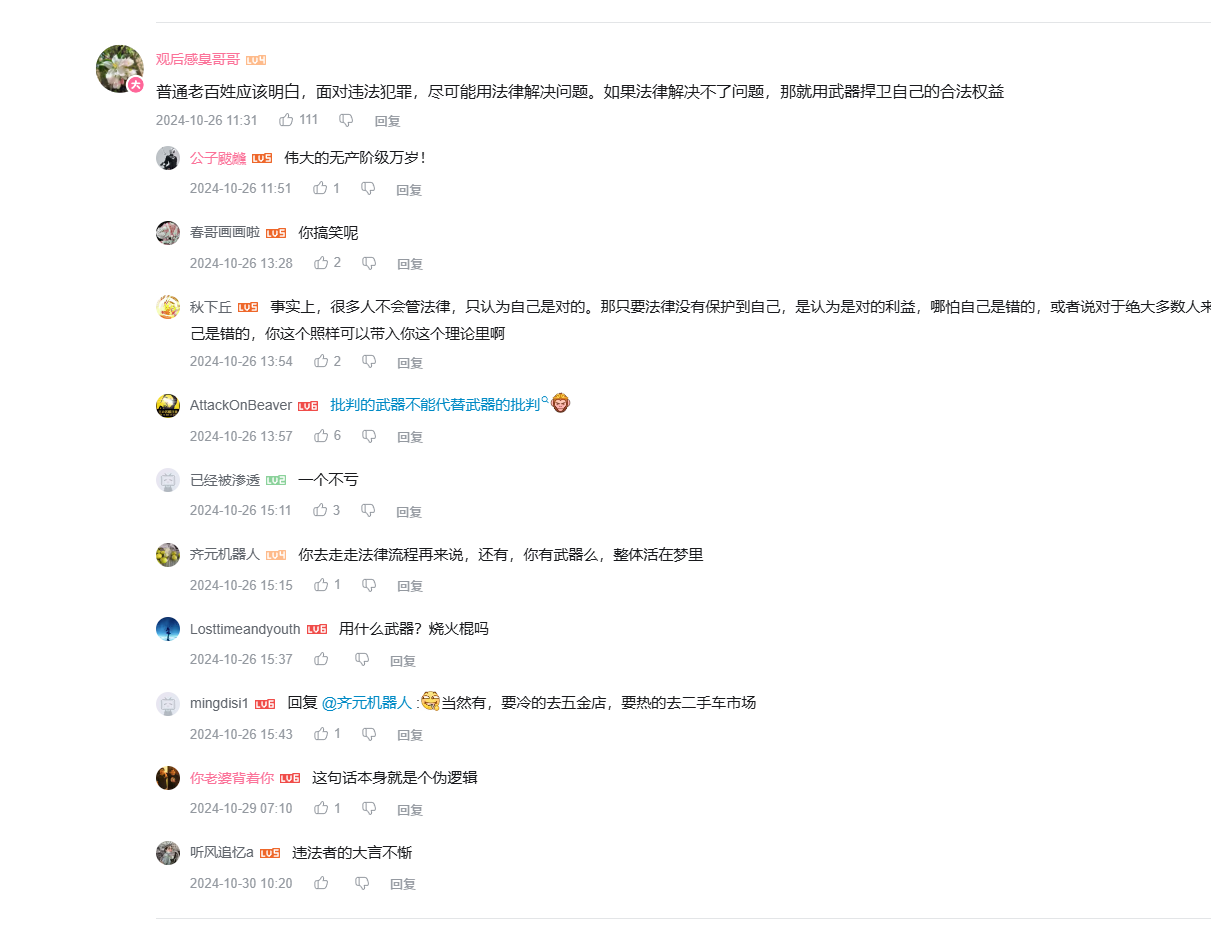 观后感臭哥哥 LV4
普通老百姓应该明白，面对违法犯罪，尽可能用法律解决问题。如果法律解决不了问题，那就用武器捍卫自己的合法权益
2024-10-26 11:31 111 回复
LV5 伟大的无产阶级万岁！
2024-10-26 11:51 1 回复
春哥画画啦 LV5 你搞笑呢
2024-10-26 13:28 2 回复
秋下丘 LV5 事实上，很多人不会管法律，只认为自己是对的。那只要法律没有保护到自己，是认为是对的利益，哪怕自己是错的，或者说对于绝大多数人来
己是错的，你这个照样可以带入你这个理论里啊
2024-10-26 13:54 2 回复
AttackOnBeaver LV6 批判的武器不能代替武器的批判
2024-10-26 13:57 6 回复
已经被渗透 LV2 一个不亏
2024-10-26 15:11 3 回复
齐元机器人 LV4 你去走走法律流程再来说，还有，你有武器么，整体活在梦里
2024-10-26 15:15 1 回复
Losttimeandyouth LV6 用什么武器？烧火棍吗
2024-10-26 15:37 回复
mingdisi1 LV6 回复 @齐元机器人 :当然有，要冷的去五金店，要热的去二手车市场
2024-10-26 15:43 1 回复
你老婆背着你 LV6 这句话本身就是个伪逻辑
2024-10-29 07:10 1 回复
听风追忆a LV5 违法者的大言不惭
2024-10-30 10:20 回复